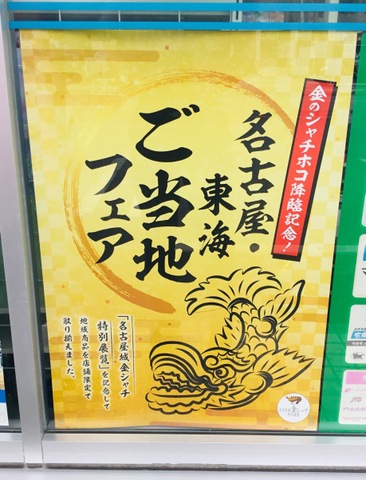 金のシャチホコ降臨記念!
名古屋・
東海
ご当地
フェア
「名古屋城金シャチ
特別展覧」を記念して
地域商品を店舗限定で
取り揃えました。